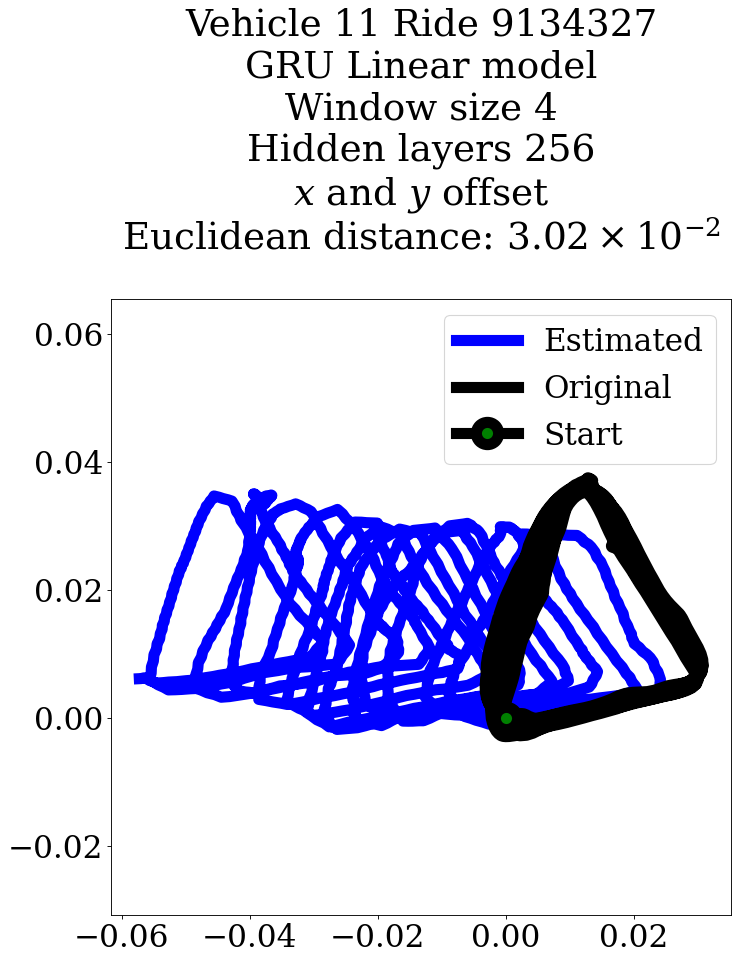 Vehicle 11 Ride 9134327
GRU Linear model
Window size 4
Hidden layers 256
x and y offset
Euclidean distance: 3.02 × 10⁻²
Estimated
Original
Start
0.06
0.04
0.02
0.00
−0.02
−0.06 −0.04 −0.02 0.00 0.02